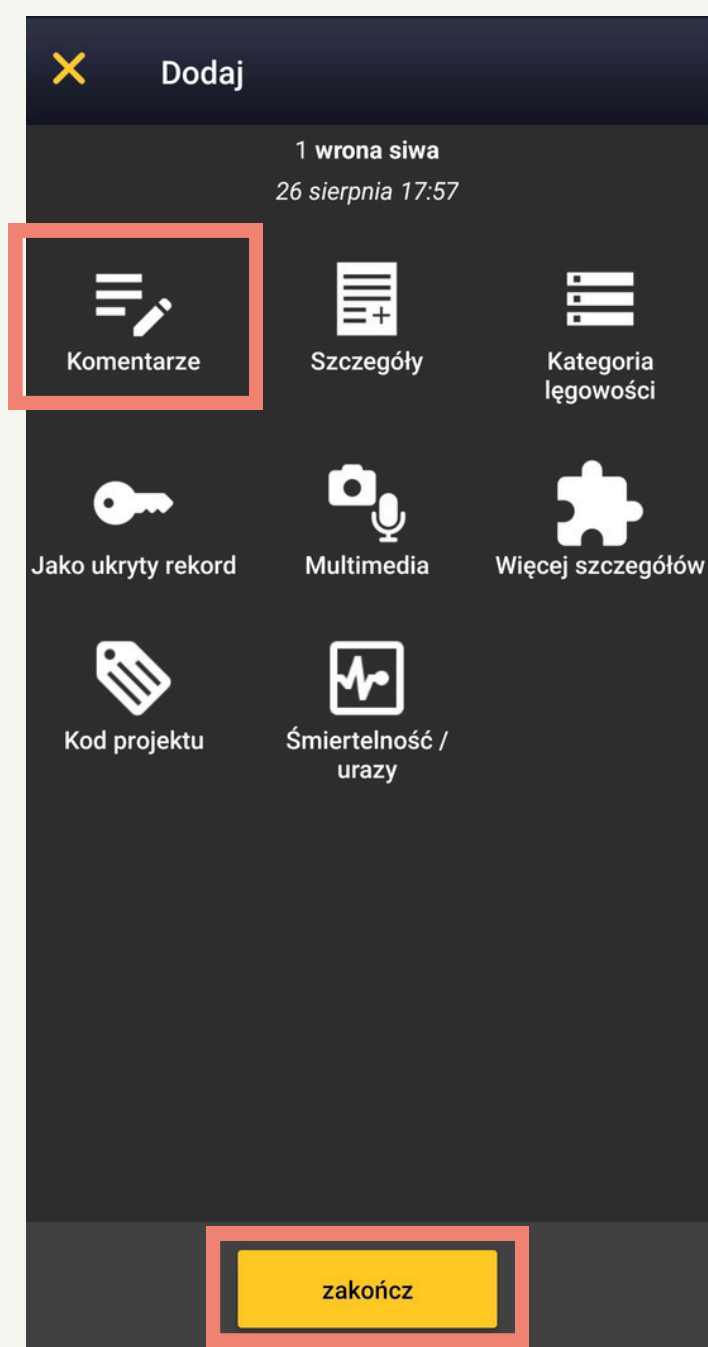 Dodaj
1 wrona siwa
26 sierpnia 17:57
Komentarze
Szczegóły
Kategoria
lęgowości
Jako ukryty rekord
Multimedia
Więcej szczegółów
Kod projektu
Śmiertelność /
urazy
zakończ